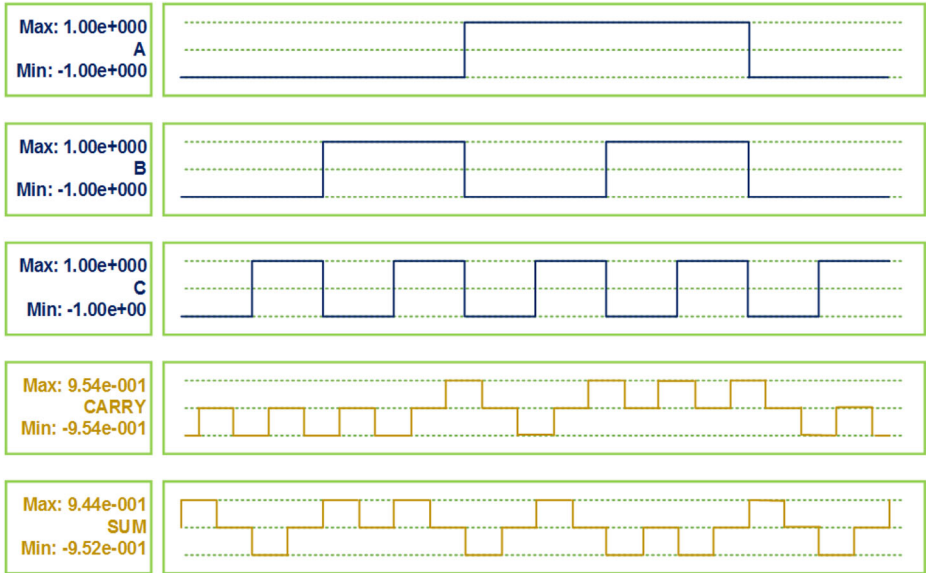 Max: 1.00e+000
A
Min: -1.00e+000
Max: 1.00e+000
B
Min: -1.00e+000
Max: 1.00e+000
C
Min: -1.00e+00
Max: 9.54e-001
CARRY
Min: -9.54e-001
Max: 9.44e-001
SUM
Min: -9.52e-001